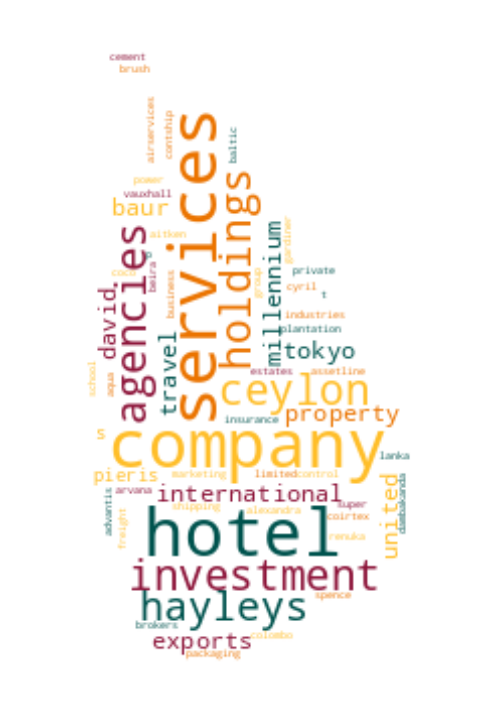 cement
brush
airservices
contship
services
baltic
power
vauxhall
baur
holdings
aitken
agencies
millennium
gardiner
p
coco
beira
business
group
private
cyril
t
david
industries
plantation
travel
tokyo
school
aqua
estates
assetline
ceylon
property
insurance
s
company
lanka
pieris
marketing
limited
control
united
dambakanda
advantis
arvana
international
super
freight
shipping
alexandra
coirtex
hotel
renuka
investment
spence
hayleys
brokers
colombo
exports
packaging